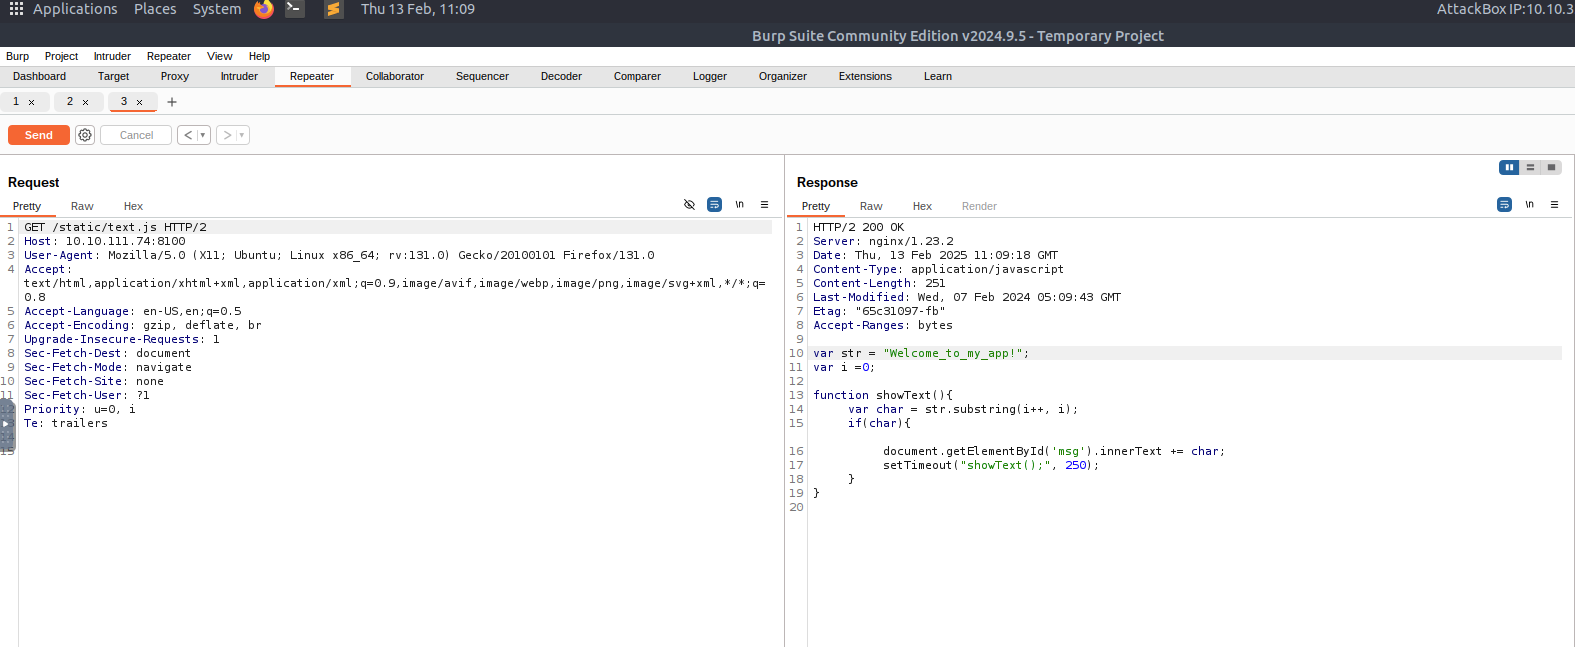 Applications Places System Thu 13 Feb, 11:09 AttackBox IP:10.10.3
Burp Suite Community Edition v2024.9.5 - Temporary Project
Burp Project Intruder Repeater View Help
Dashboard Target Proxy Intruder Repeater Collaborator Sequencer Decoder Comparer Logger Organizer Extensions Learn
1 × 2 × 3 × +
Send Cancel < >
Request
Pretty Raw Hex \n
1 GET /static/text.js HTTP/2
2 Host: 10.10.111.74:8100
3 User-Agent: Mozilla/5.0 (X11; Ubuntu; Linux x86_64; rv:131.0) Gecko/20100101 Firefox/131.0
4 Accept:
text/html,application/xhtml+xml,application/xml;q=0.9,image/avif,image/webp,image/png,image/svg+xml,*/*;q=
0.8
5 Accept-Language: en-US,en;q=0.5
6 Accept-Encoding: gzip, deflate, br
7 Upgrade-Insecure-Requests: 1
8 Sec-Fetch-Dest: document
9 Sec-Fetch-Mode: navigate
10 Sec-Fetch-Site: none
11 Sec-Fetch-User: ?1
12 Priority: u=0, i
Te: trailers
15
Response
Pretty Raw Hex Render \n
1 HTTP/2 200 OK
2 Server: nginx/1.23.2
3 Date: Thu, 13 Feb 2025 11:09:18 GMT
4 Content-Type: application/javascript
5 Content-Length: 251
6 Last-Modified: Wed, 07 Feb 2024 05:09:43 GMT
7 Etag: "65c31097-fb"
8 Accept-Ranges: bytes
9
10 var str = "Welcome_to_my_app!";
11 var i =0;
12
13 function showText(){
14 var char = str.substring(i++, i);
15 if(char){
16 document.getElementById('msg').innerText += char;
17 setTimeout("showText();", 250);
18 }
19 }
20